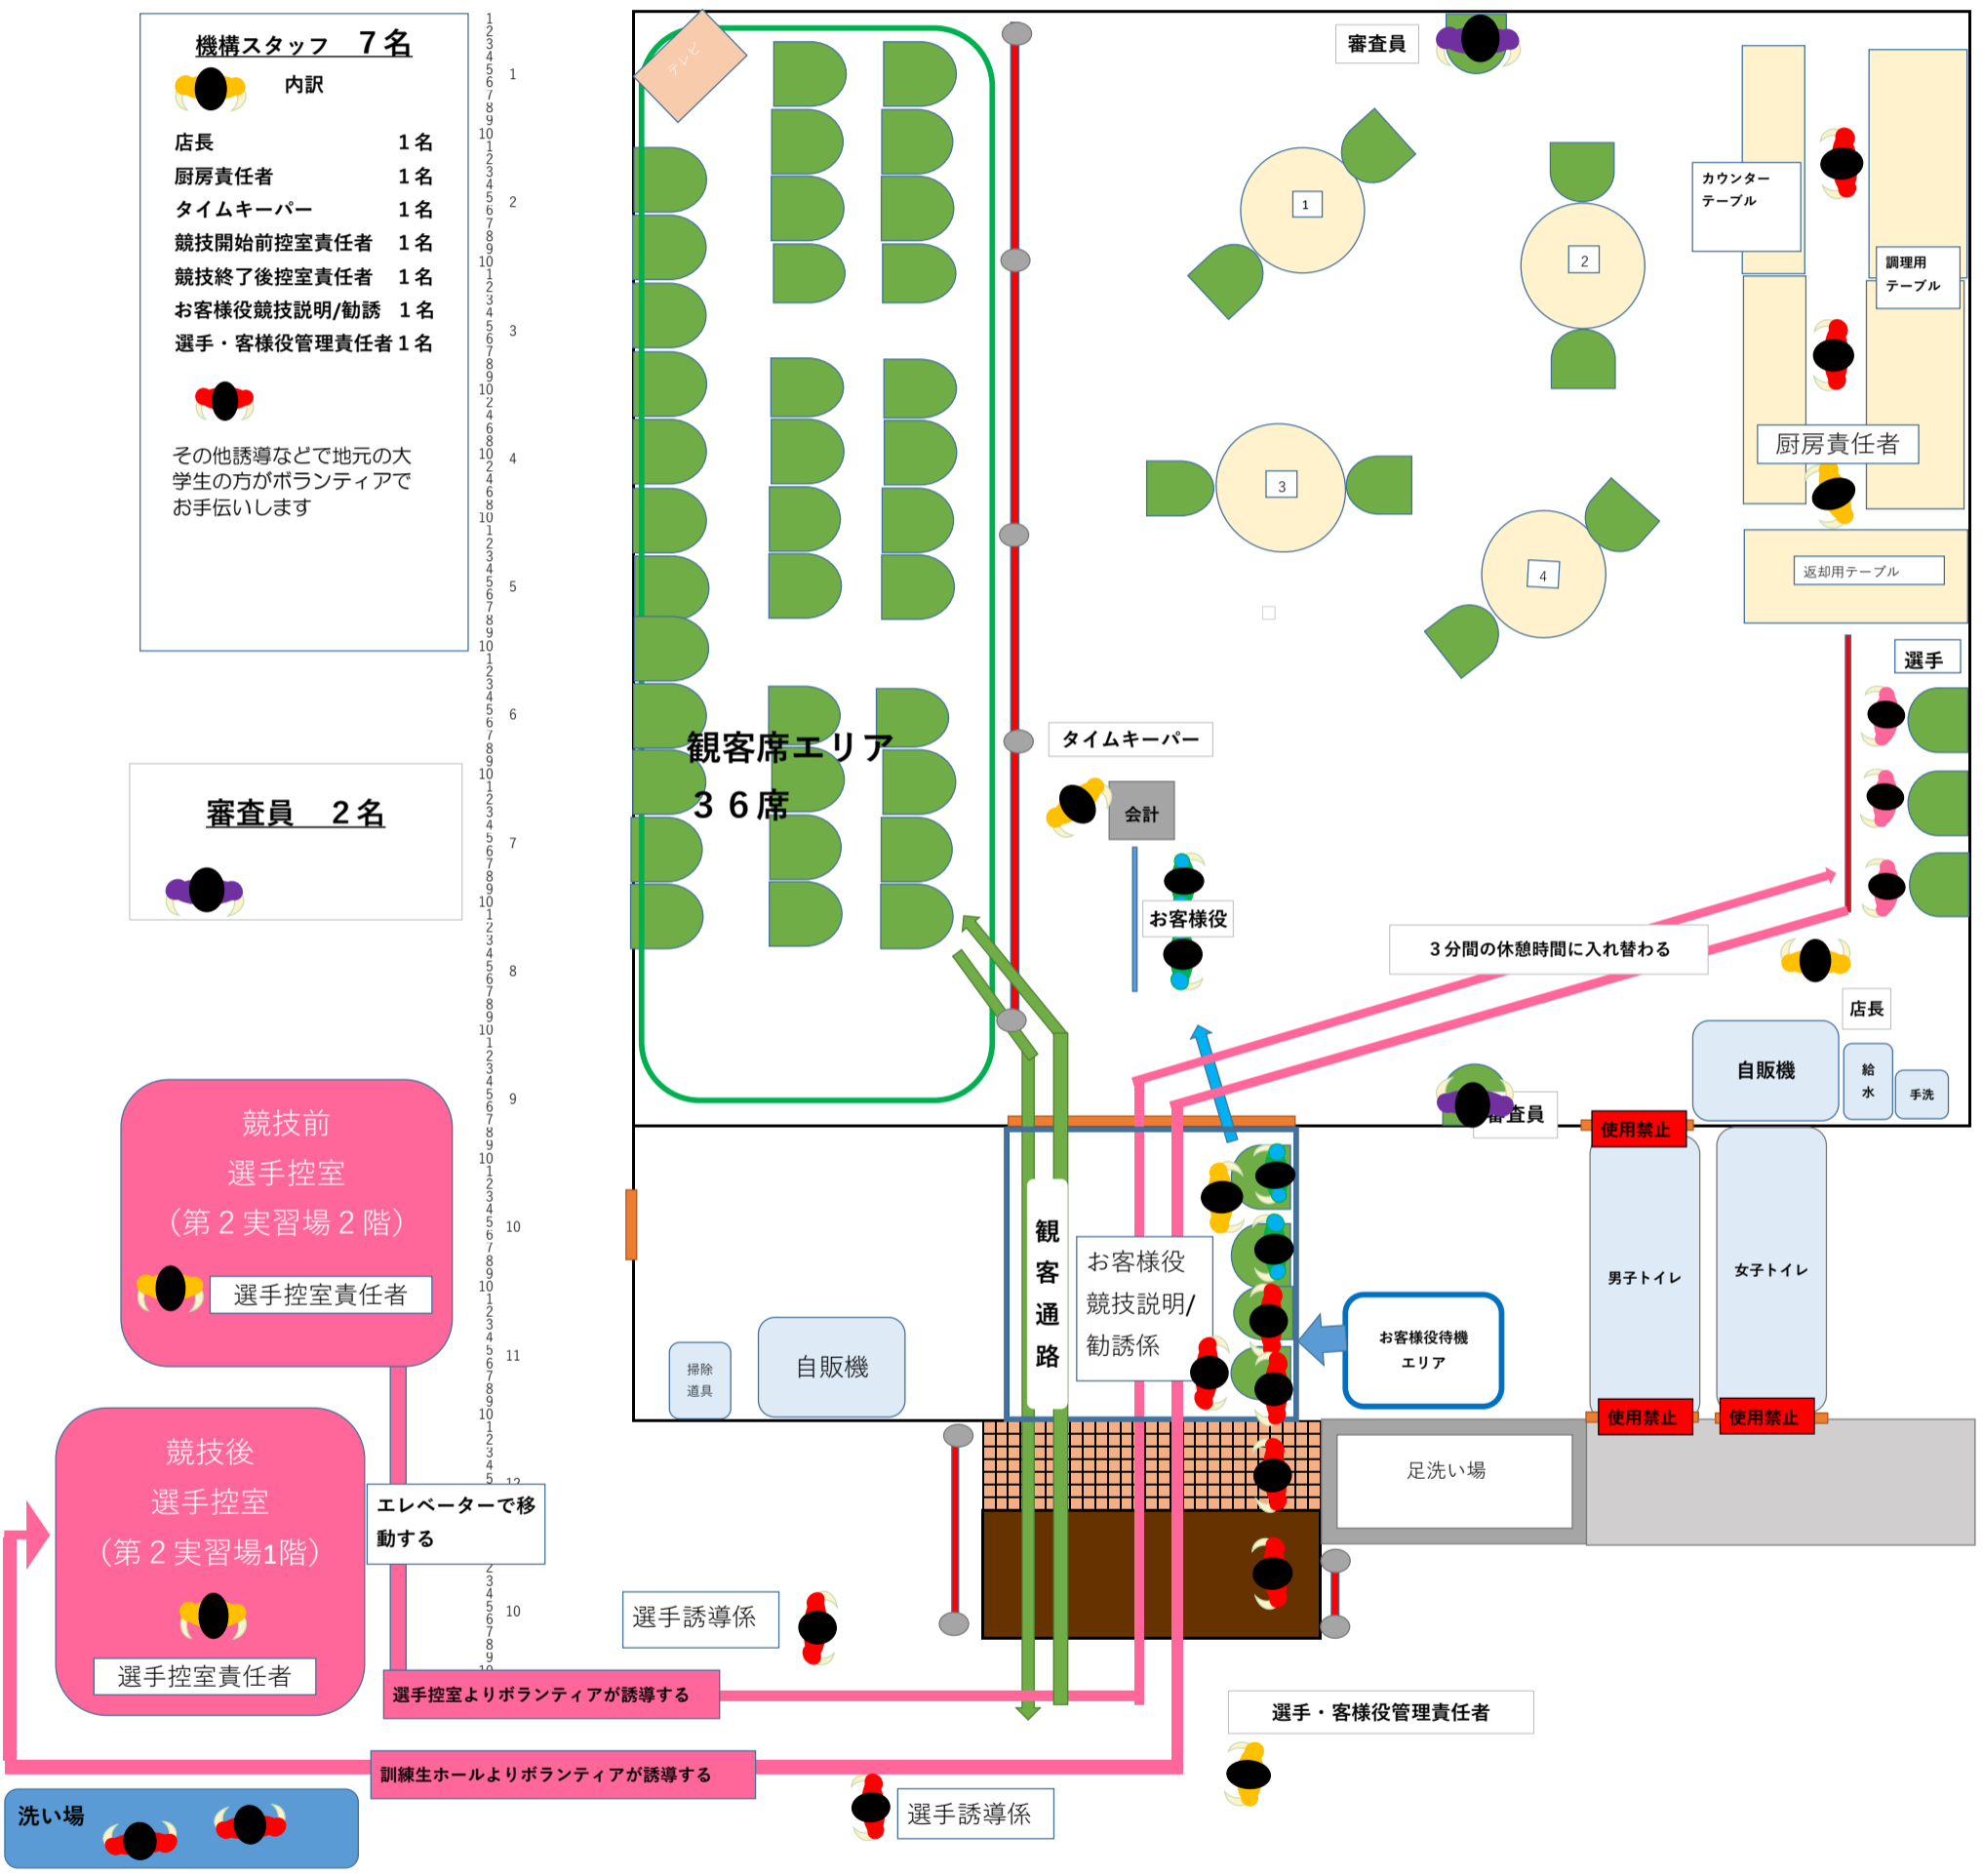 機構スタッフ　７名
内訳
店長　１名
厨房責任者　１名
タイムキーパー　１名
競技開始前控室責任者　１名
競技終了後控室責任者　１名
お客様役競技説明/勧誘　１名
選手・客様役管理責任者１名
その他誘導などで地元の大
学生の方がボランティアで
お手伝いします
審査員　２名
1
2
3
4
5
6
7
8
9
10
11
10
テレビ
観客席エリア
３６席
審査員
1
2
3
4
カウンター
テーブル
調理用
テーブル
厨房責任者
返却用テーブル
選手
タイムキーパー
会計
お客様役
３分間の休憩時間に入れ替わる
店長
自販機
給
水
手洗
審査員
使用禁止
男子トイレ
女子トイレ
使用禁止
使用禁止
観
客
通
路
お客様役
競技説明/
勧誘係
お客様役待機
エリア
掃除
道具
自販機
足洗い場
競技前
選手控室
（第２実習場２階）
選手控室責任者
競技後
選手控室
（第２実習場1階）
選手控室責任者
エレベーターで移
動する
選手誘導係
選手控室よりボランティアが誘導する
選手・客様役管理責任者
訓練生ホールよりボランティアが誘導する
選手誘導係
洗い場